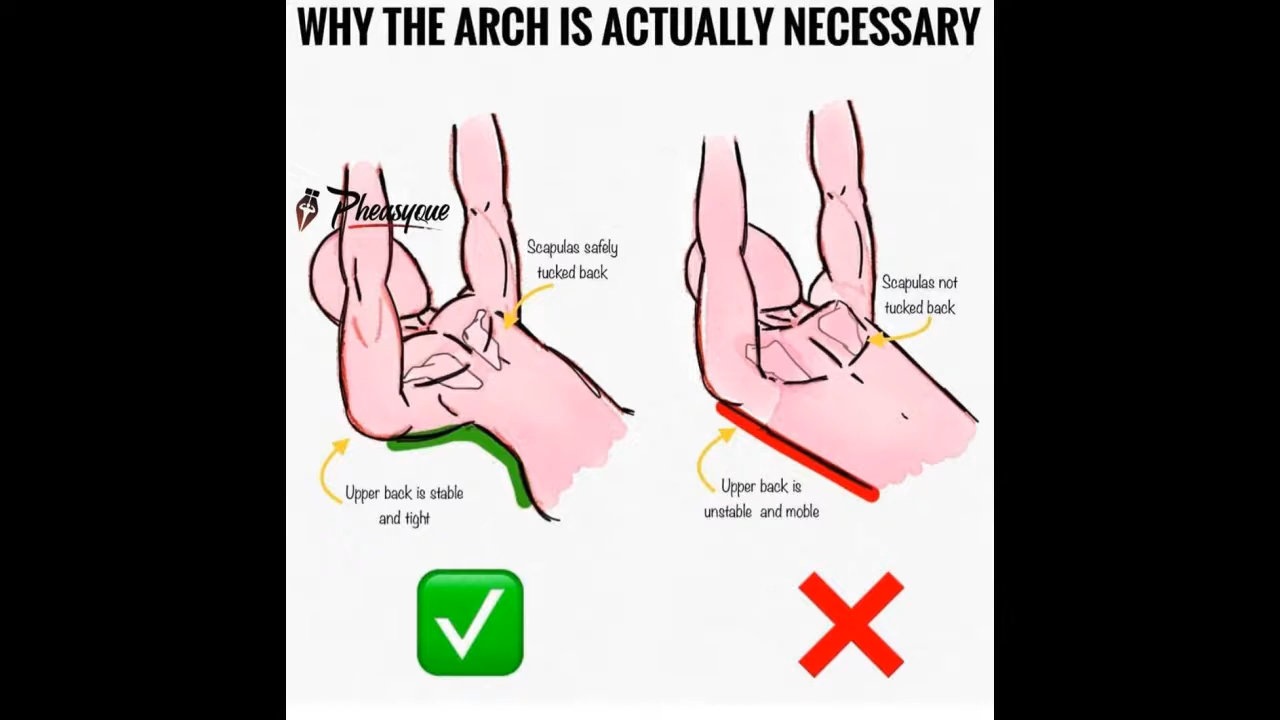 WHY THE ARCH IS ACTUALLY NECESSARY
Pheasyque
Scapulas safely
tucked back
Scapulas not
tucked back
Upper back is stable
and tight
Upper back is
unstable and moble